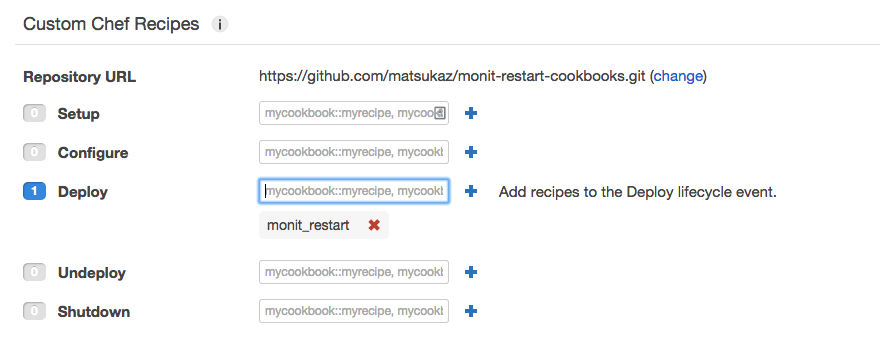 Custom Chef Recipes i
Repository URL https://github.com/matsukaz/monit-restart-cookbooks.git (change)
0 Setup mycookbook::myrecipe, mycoo
0 Configure mycookbook::myrecipe, mycookl
1 Deploy mycookbook::myrecipe, mycookl Add recipes to the Deploy lifecycle event.
monit_restart
0 Undeploy mycookbook::myrecipe, mycookl
0 Shutdown mycookbook::myrecipe, mycookl